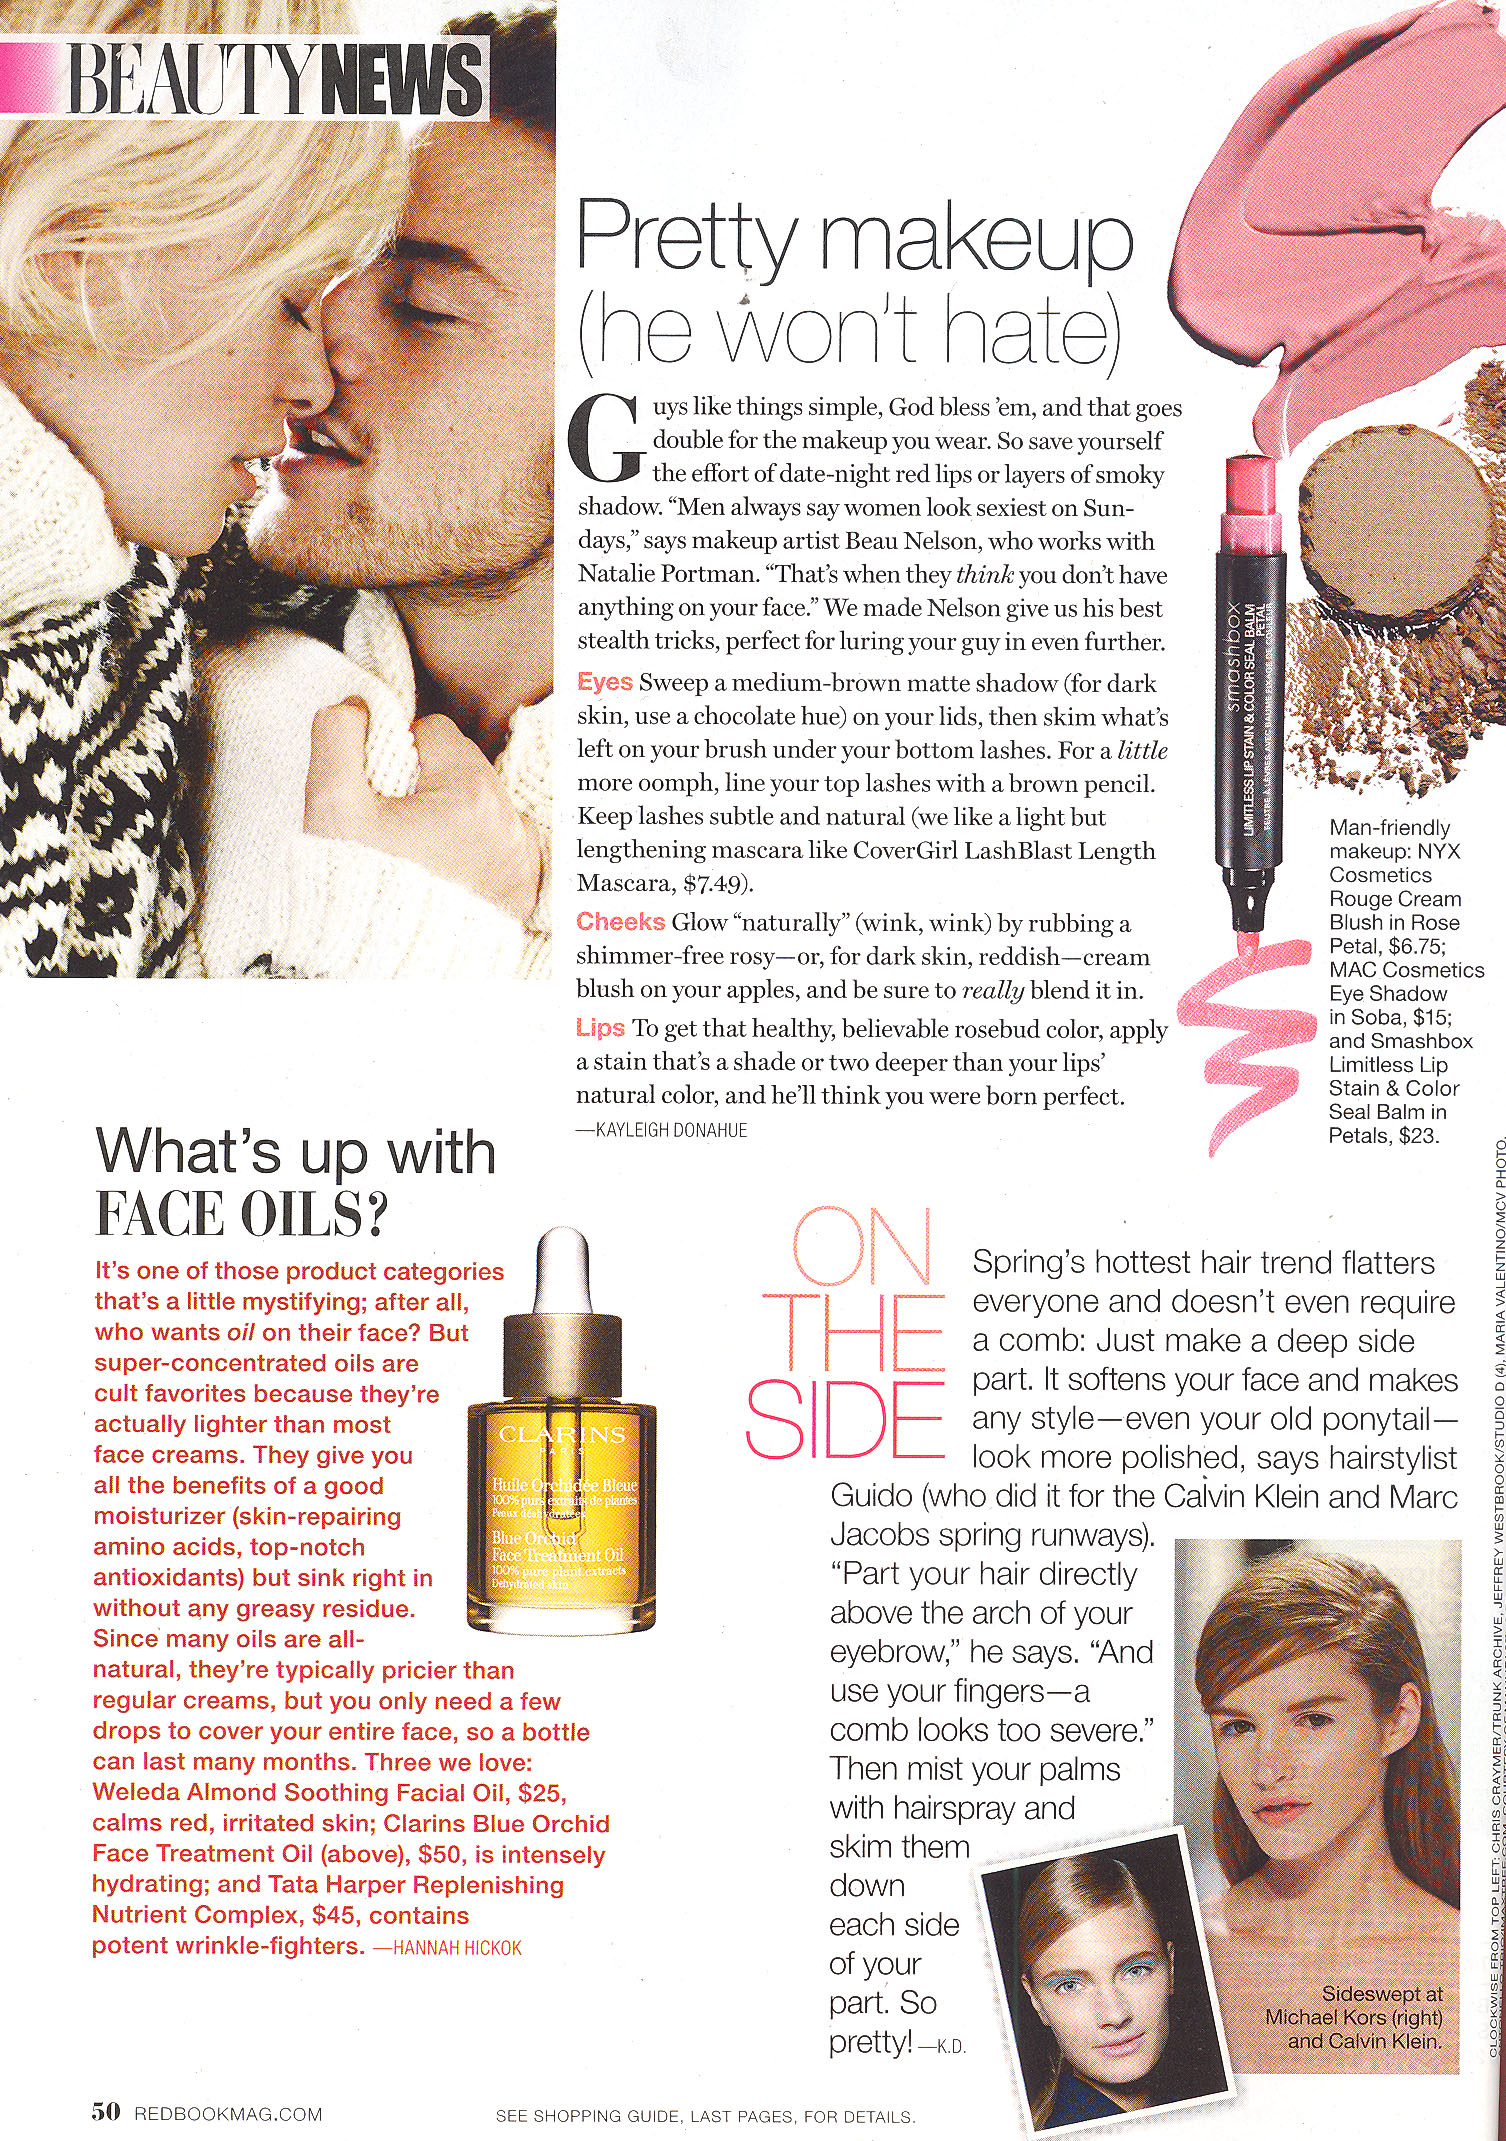 BEAUTYNEWS
Pretty makeup
(he won't hate)
Guys like things simple, God bless 'em, and that goes
double for the makeup you wear. So save yourself
the effort of date-night red lips or layers of smoky
shadow. “Men always say women look sexiest on Sun-
days,” says makeup artist Beau Nelson, who works with
Natalie Portman. “That's when they think you don't have
anything on your face.” We made Nelson give us his best
stealth tricks, perfect for luring your guy in even further.
Eyes Sweep a medium-brown matte shadow (for dark
skin, use a chocolate hue) on your lids, then skim what's
left on your brush under your bottom lashes. For a little
more oomph, line your top lashes with a brown pencil.
Keep lashes subtle and natural (we like a light but
lengthening mascara like CoverGirl LashBlast Length
Mascara, $7.49).
Cheeks Glow “naturally” (wink, wink) by rubbing a
shimmer-free rosy—or, for dark skin, reddish—cream
blush on your apples, and be sure to really blend it in.
Lips To get that healthy, believable rosebud color, apply
a stain that's a shade or two deeper than your lips'
natural color, and he'll think you were born perfect.
—KAYLEIGH DONAHUE
smashbox
LIMITLESS LIP STAIN & COLOR SEAL BALM
PETAL
Man-friendly
makeup: NYX
Cosmetics
Rouge Cream
Blush in Rose
Petal, $6.75;
MAC Cosmetics
Eye Shadow
in Soba, $15;
and Smashbox
Limitless Lip
Stain & Color
Seal Balm in
Petals, $23.
What's up with
FACE OILS?
It's one of those product categories
that's a little mystifying; after all,
who wants oil on their face? But
super-concentrated oils are
cult favorites because they're
actually lighter than most
face creams. They give you
all the benefits of a good
moisturizer (skin-repairing
amino acids, top-notch
antioxidants) but sink right in
without any greasy residue.
Since many oils are all-
natural, they're typically pricier than
regular creams, but you only need a few
drops to cover your entire face, so a bottle
can last many months. Three we love:
Weleda Almond Soothing Facial Oil, $25,
calms red, irritated skin; Clarins Blue Orchid
Face Treatment Oil (above), $50, is intensely
hydrating; and Tata Harper Replenishing
Nutrient Complex, $45, contains
potent wrinkle-fighters. —HANNAH HICKOK
CLARINS
PARIS
Huile Orchidée Bleue
100% purs extraits de plantes
Peaux déshydratées
Blue Orchid
Face Treatment Oil
100% pure plant extracts
Dehydrated skin
ON
THE
SIDE
Spring's hottest hair trend flatters
everyone and doesn't even require
a comb: Just make a deep side
part. It softens your face and makes
any style—even your old ponytail—
look more polished, says hairstylist
Guido (who did it for the Calvin Klein and Marc
Jacobs spring runways).
“Part your hair directly
above the arch of your
eyebrow,” he says. “And
use your fingers—a
comb looks too severe.”
Then mist your palms
with hairspray and
skim them
down
each side
of your
part. So
pretty! —K.D.
Sideswept at
Michael Kors (right)
and Calvin Klein.
CLOCKWISE FROM TOP LEFT: CHRIS CRAYMER/TRUNK ARCHIVE, JEFFREY WESTBROOK/STUDIO D (4), MARIA VALENTINO/MCV PHOTO.
50 REDBOOKMAG.COM
SEE SHOPPING GUIDE, LAST PAGES, FOR DETAILS.